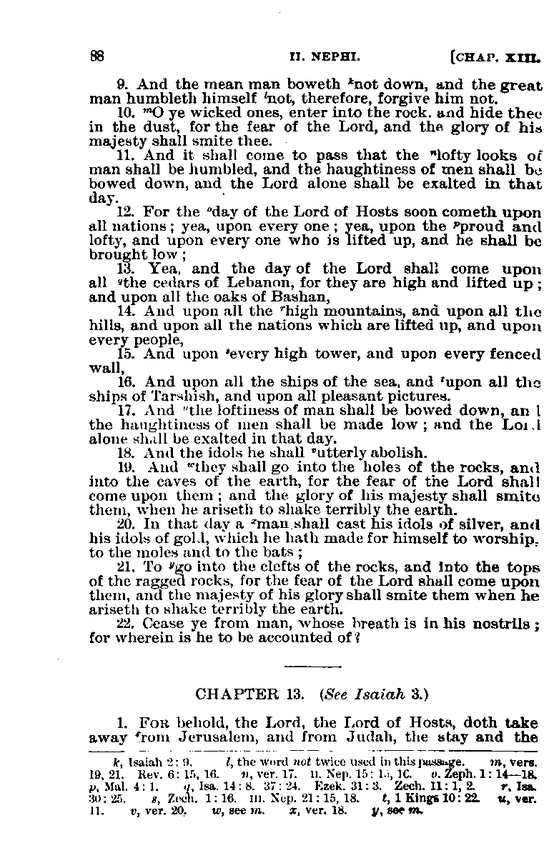 88 II. NEPHI. [CHAP. XIII.
9. And the mean man boweth ᵏnot down, and the great
man humbleth himself ˡnot, therefore, forgive him not.
10. ᵐO ye wicked ones, enter into the rock, and hide thee
in the dust, for the fear of the Lord, and the glory of his
majesty shall smite thee.
11. And it shall come to pass that the ⁿlofty looks of
man shall be humbled, and the haughtiness of men shall be
bowed down, and the Lord alone shall be exalted in that
day.
12. For the ᵒday of the Lord of Hosts soon cometh upon
all nations; yea, upon every one; yea, upon the ᵖproud and
lofty, and upon every one who is lifted up, and he shall be
brought low;
13. Yea, and the day of the Lord shall come upon
all qthe cedars of Lebanon, for they are high and lifted up;
and upon all the oaks of Bashan,
14. And upon all the ʳhigh mountains, and upon all the
hills, and upon all the nations which are lifted up, and upon
every people,
15. And upon ˢevery high tower, and upon every fenced
wall,
16. And upon all the ships of the sea, and ᵗupon all the
ships of Tarshish, and upon all pleasant pictures.
17. And ᵘthe loftiness of man shall be bowed down, and
the haughtiness of men shall be made low; and the Lord
alone shall be exalted in that day.
18. And the idols he shall ᵛutterly abolish.
19. And ʷthey shall go into the holes of the rocks, and
into the caves of the earth, for the fear of the Lord shall
come upon them; and the glory of his majesty shall smite
them, when he ariseth to shake terribly the earth.
20. In that day a ˣman shall cast his idols of silver, and
his idols of gold, which he hath made for himself to worship,
to the moles and to the bats;
21. To ʸgo into the clefts of the rocks, and into the tops
of the ragged rocks, for the fear of the Lord shall come upon
them, and the majesty of his glory shall smite them when he
ariseth to shake terribly the earth.
22. Cease ye from man, whose breath is in his nostrils;
for wherein is he to be accounted of?
CHAPTER 13. (See Isaiah 3.)
1. FOR behold, the Lord, the Lord of Hosts, doth take
away ᵃfrom Jerusalem, and from Judah, the stay and the
k, Isaiah 2: 9. l, the word not twice used in this passage. m, vers.
19, 21. Rev. 6: 15, 16. n, ver. 17. II. Nep. 15: 15, 16. o. Zeph. 1: 14—18.
p, Mal. 4: 1. q, Isa. 14: 8. 37: 24. Ezek. 31: 3. Zech. 11: 1, 2. r, Isa.
30: 25. s, Zech. 1: 16. III. Nep. 21: 15, 18. t, 1 Kings 10: 22. u, ver.
11. v, ver. 20. w, see m. x, ver. 18. y, see m.